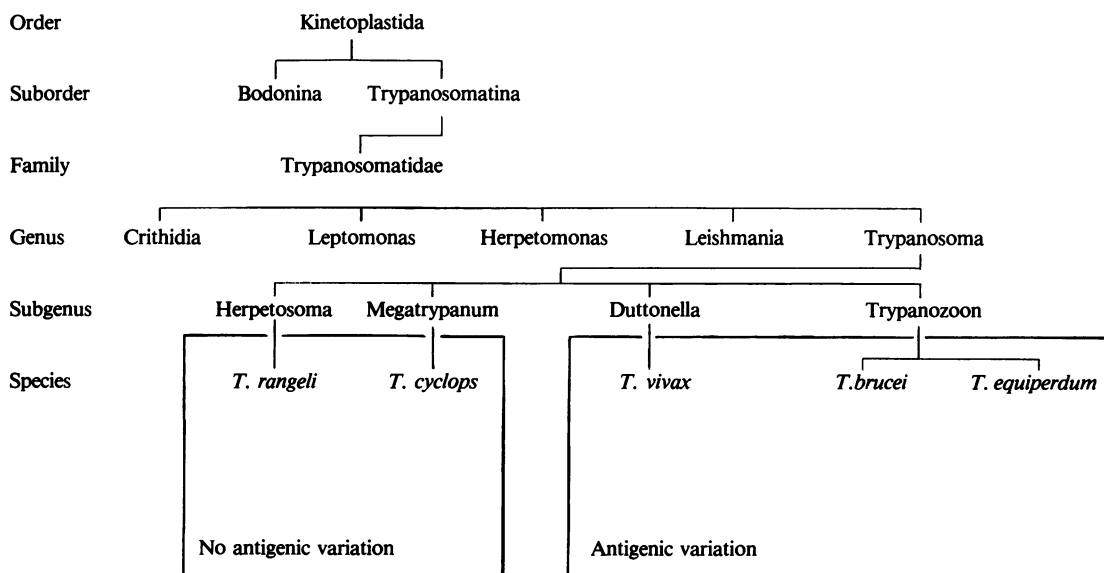 Order Kinetoplastida
Suborder Bodonina Trypanosomatina
Family Trypanosomatidae
Genus Crithidia Leptomonas Herpetomonas Leishmania Trypanosoma
Subgenus Herpetosoma Megatrypanum Duttonella Trypanozoon
Species T. rangeli T. cyclops T. vivax T.brucei T. equiperdum
No antigenic variation Antigenic variation